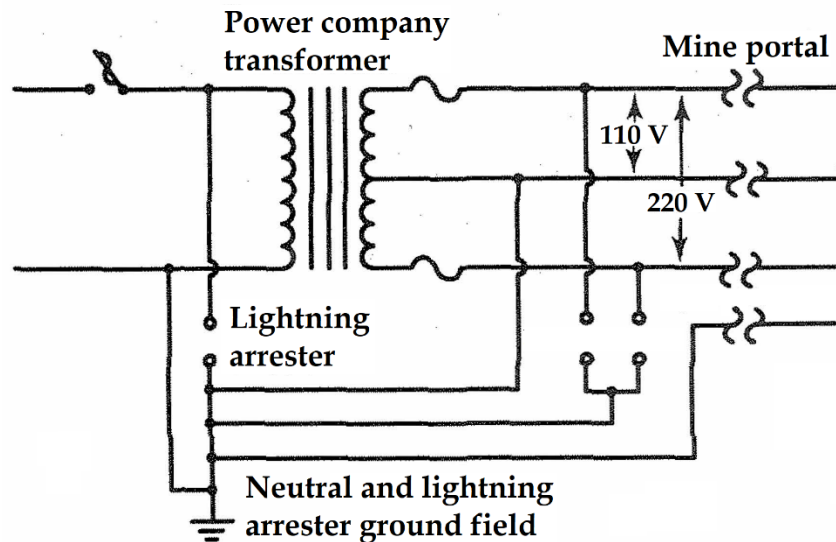 Power company
transformer
Mine portal
110 V
220 V
Lightning
arrester
Neutral and lightning
arrester ground field